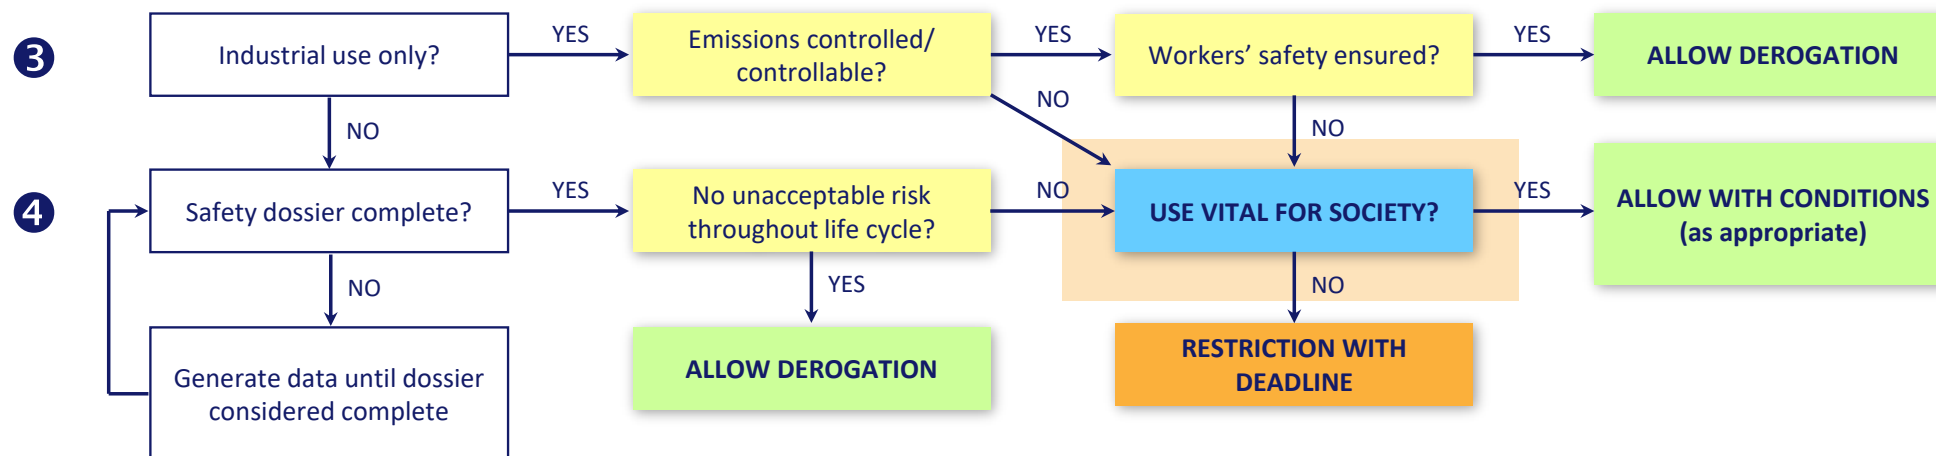 ❸
Industrial use only?
YES
Emissions controlled/
controllable?
YES
Workers’ safety ensured?
YES
ALLOW DEROGATION
NO
NO
NO
❹
Safety dossier complete?
YES
No unacceptable risk
throughout life cycle?
NO
USE VITAL FOR SOCIETY?
YES
ALLOW WITH CONDITIONS
(as appropriate)
NO
YES
NO
Generate data until dossier
considered complete
ALLOW DEROGATION
RESTRICTION WITH
DEADLINE